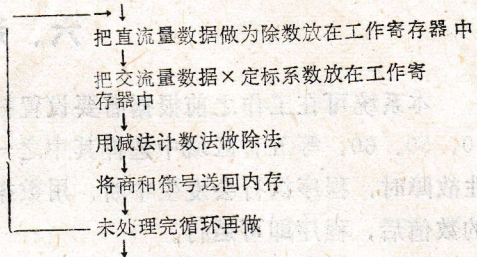 把直流量数据做为除数放在工作寄存器中
把交流量数据×定标系数放在工作寄
存器中
用减法计数法做除法
将商和符号送回内存
未处理完循环再做